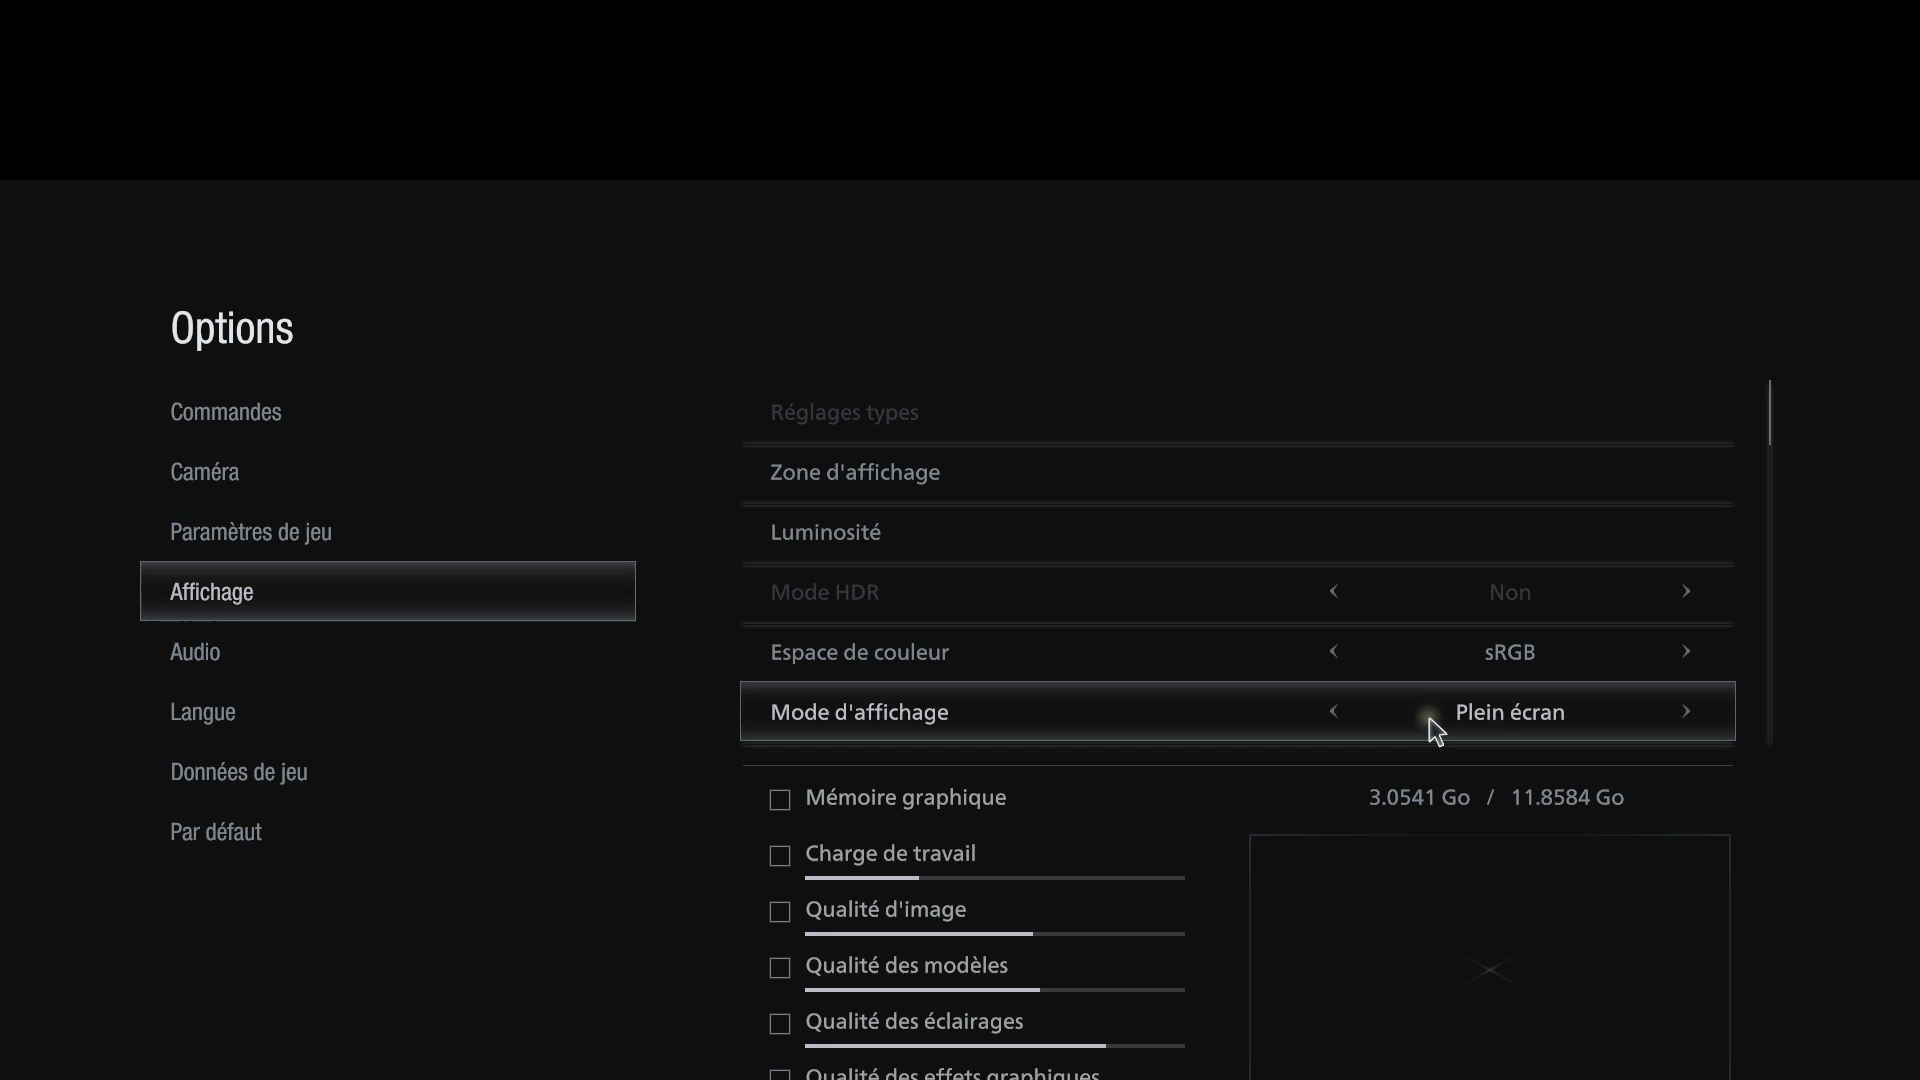 Options
Commandes
Caméra
Paramètres de jeu
Affichage
Audio
Langue
Données de jeu
Par défaut
Réglages types
Zone d'affichage
Luminosité
Mode HDR Non
Espace de couleur sRGB
Mode d'affichage Plein écran
Mémoire graphique 3.0541 Go / 11.8584 Go
Charge de travail
Qualité d'image
Qualité des modèles
Qualité des éclairages
Qualité des effets graphiques